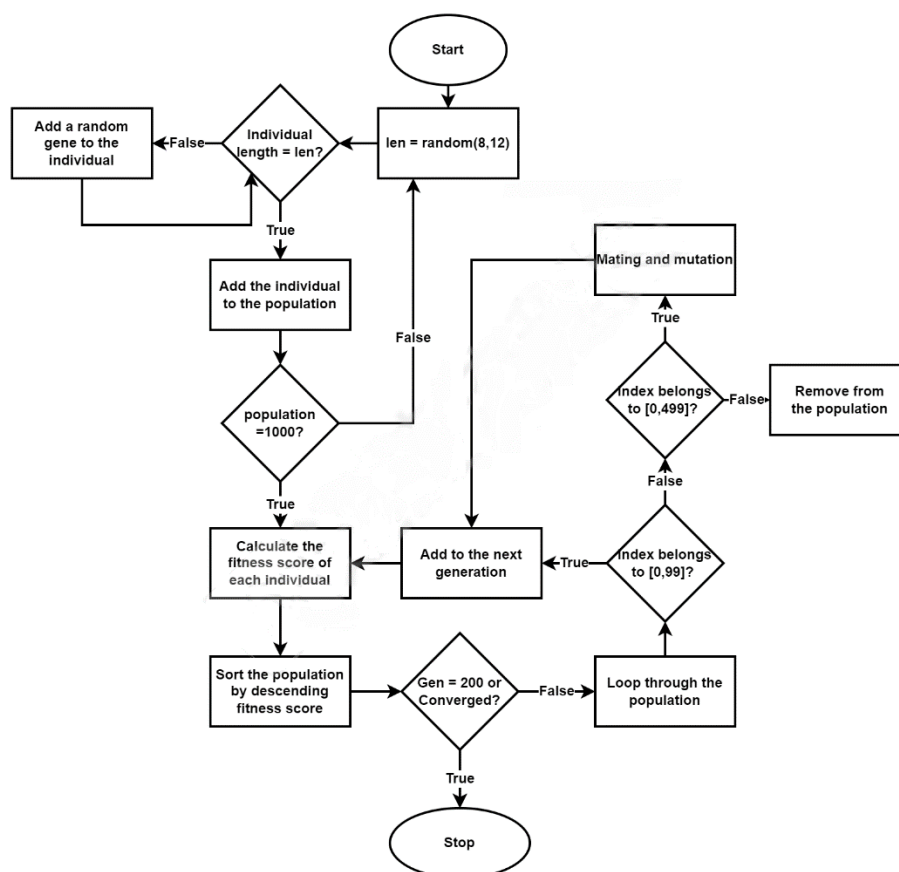 Start
Add a random
gene to the
individual
False
Individual
length = len?
len = random(8,12)
True
Add the individual
to the population
False
Mating and mutation
True
population
=1000?
Index belongs
to [0,499]?
False
Remove from
the population
True
False
Calculate the
fitness score of
each individual
Add to the next
generation
True
Index belongs
to [0,99]?
Sort the population
by descending
fitness score
Gen = 200 or
Converged?
False
Loop through the
population
True
Stop